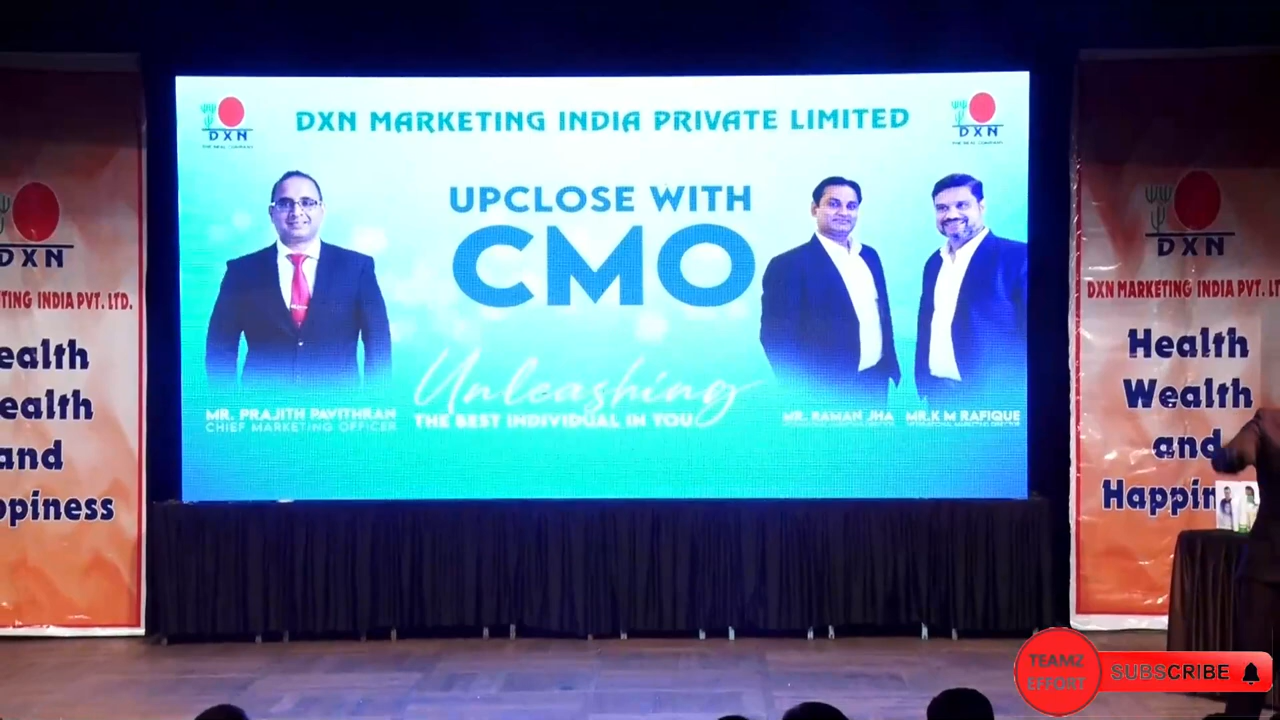 DXN
DXN MARKETING INDIA PRIVATE LIMITED
DXN
UPCLOSE WITH
CMO
Unleashing
THE BEST INDIVIDUAL IN YOU
MR. PRAJITH PAVITHRAN
CHIEF MARKETING OFFICER
MR. RAMAN JHA
MR.K M RAFIQUE
DXN
TING INDIA PVT. LTD.
ealth
ealth
and
ppiness
DXN
DXN MARKETING INDIA PVT. LT
Health
Wealth
and
Happin
TEAMZ
EFFORT
SUBSCRIBE